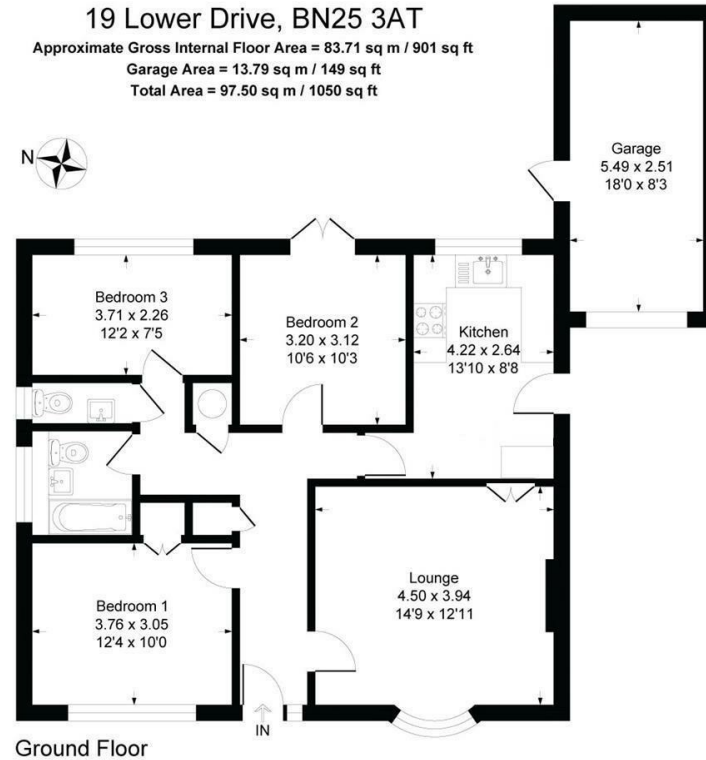 19 Lower Drive, BN25 3AT
Approximate Gross Internal Floor Area = 83.71 sq m / 901 sq ft
Garage Area = 13.79 sq m / 149 sq ft
Total Area = 97.50 sq m / 1050 sq ft
N
Garage
5.49 x 2.51
18'0 x 8'3
Bedroom 3
3.71 x 2.26
12'2 x 7'5
Bedroom 2
3.20 x 3.12
10'6 x 10'3
Kitchen
4.22 x 2.64
13'10 x 8'8
Bedroom 1
3.76 x 3.05
12'4 x 10'0
Lounge
4.50 x 3.94
14'9 x 12'11
IN
Ground Floor